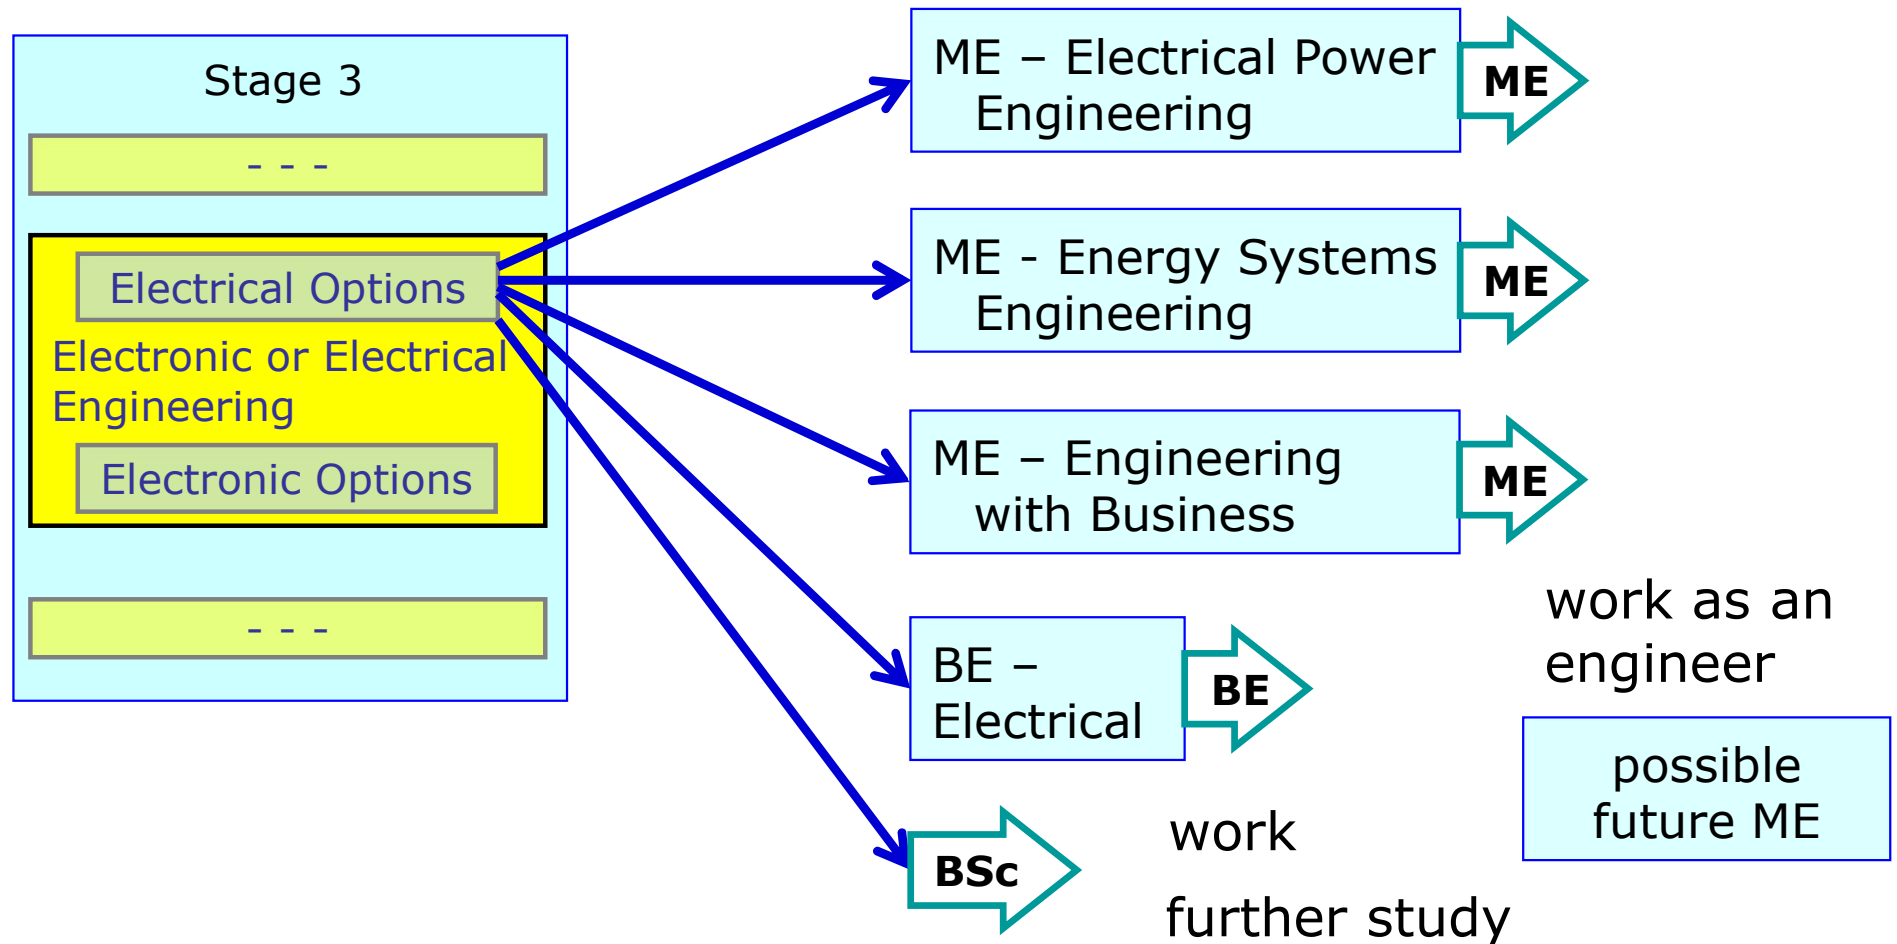 Stage 3
- - -
Electrical Options
Electronic or Electrical
Engineering
Electronic Options
- - -
ME – Electrical Power
Engineering
ME
ME - Energy Systems
Engineering
ME
ME – Engineering
with Business
ME
BE –
Electrical
BE
work as an
engineer
possible
future ME
BSc
work
further study